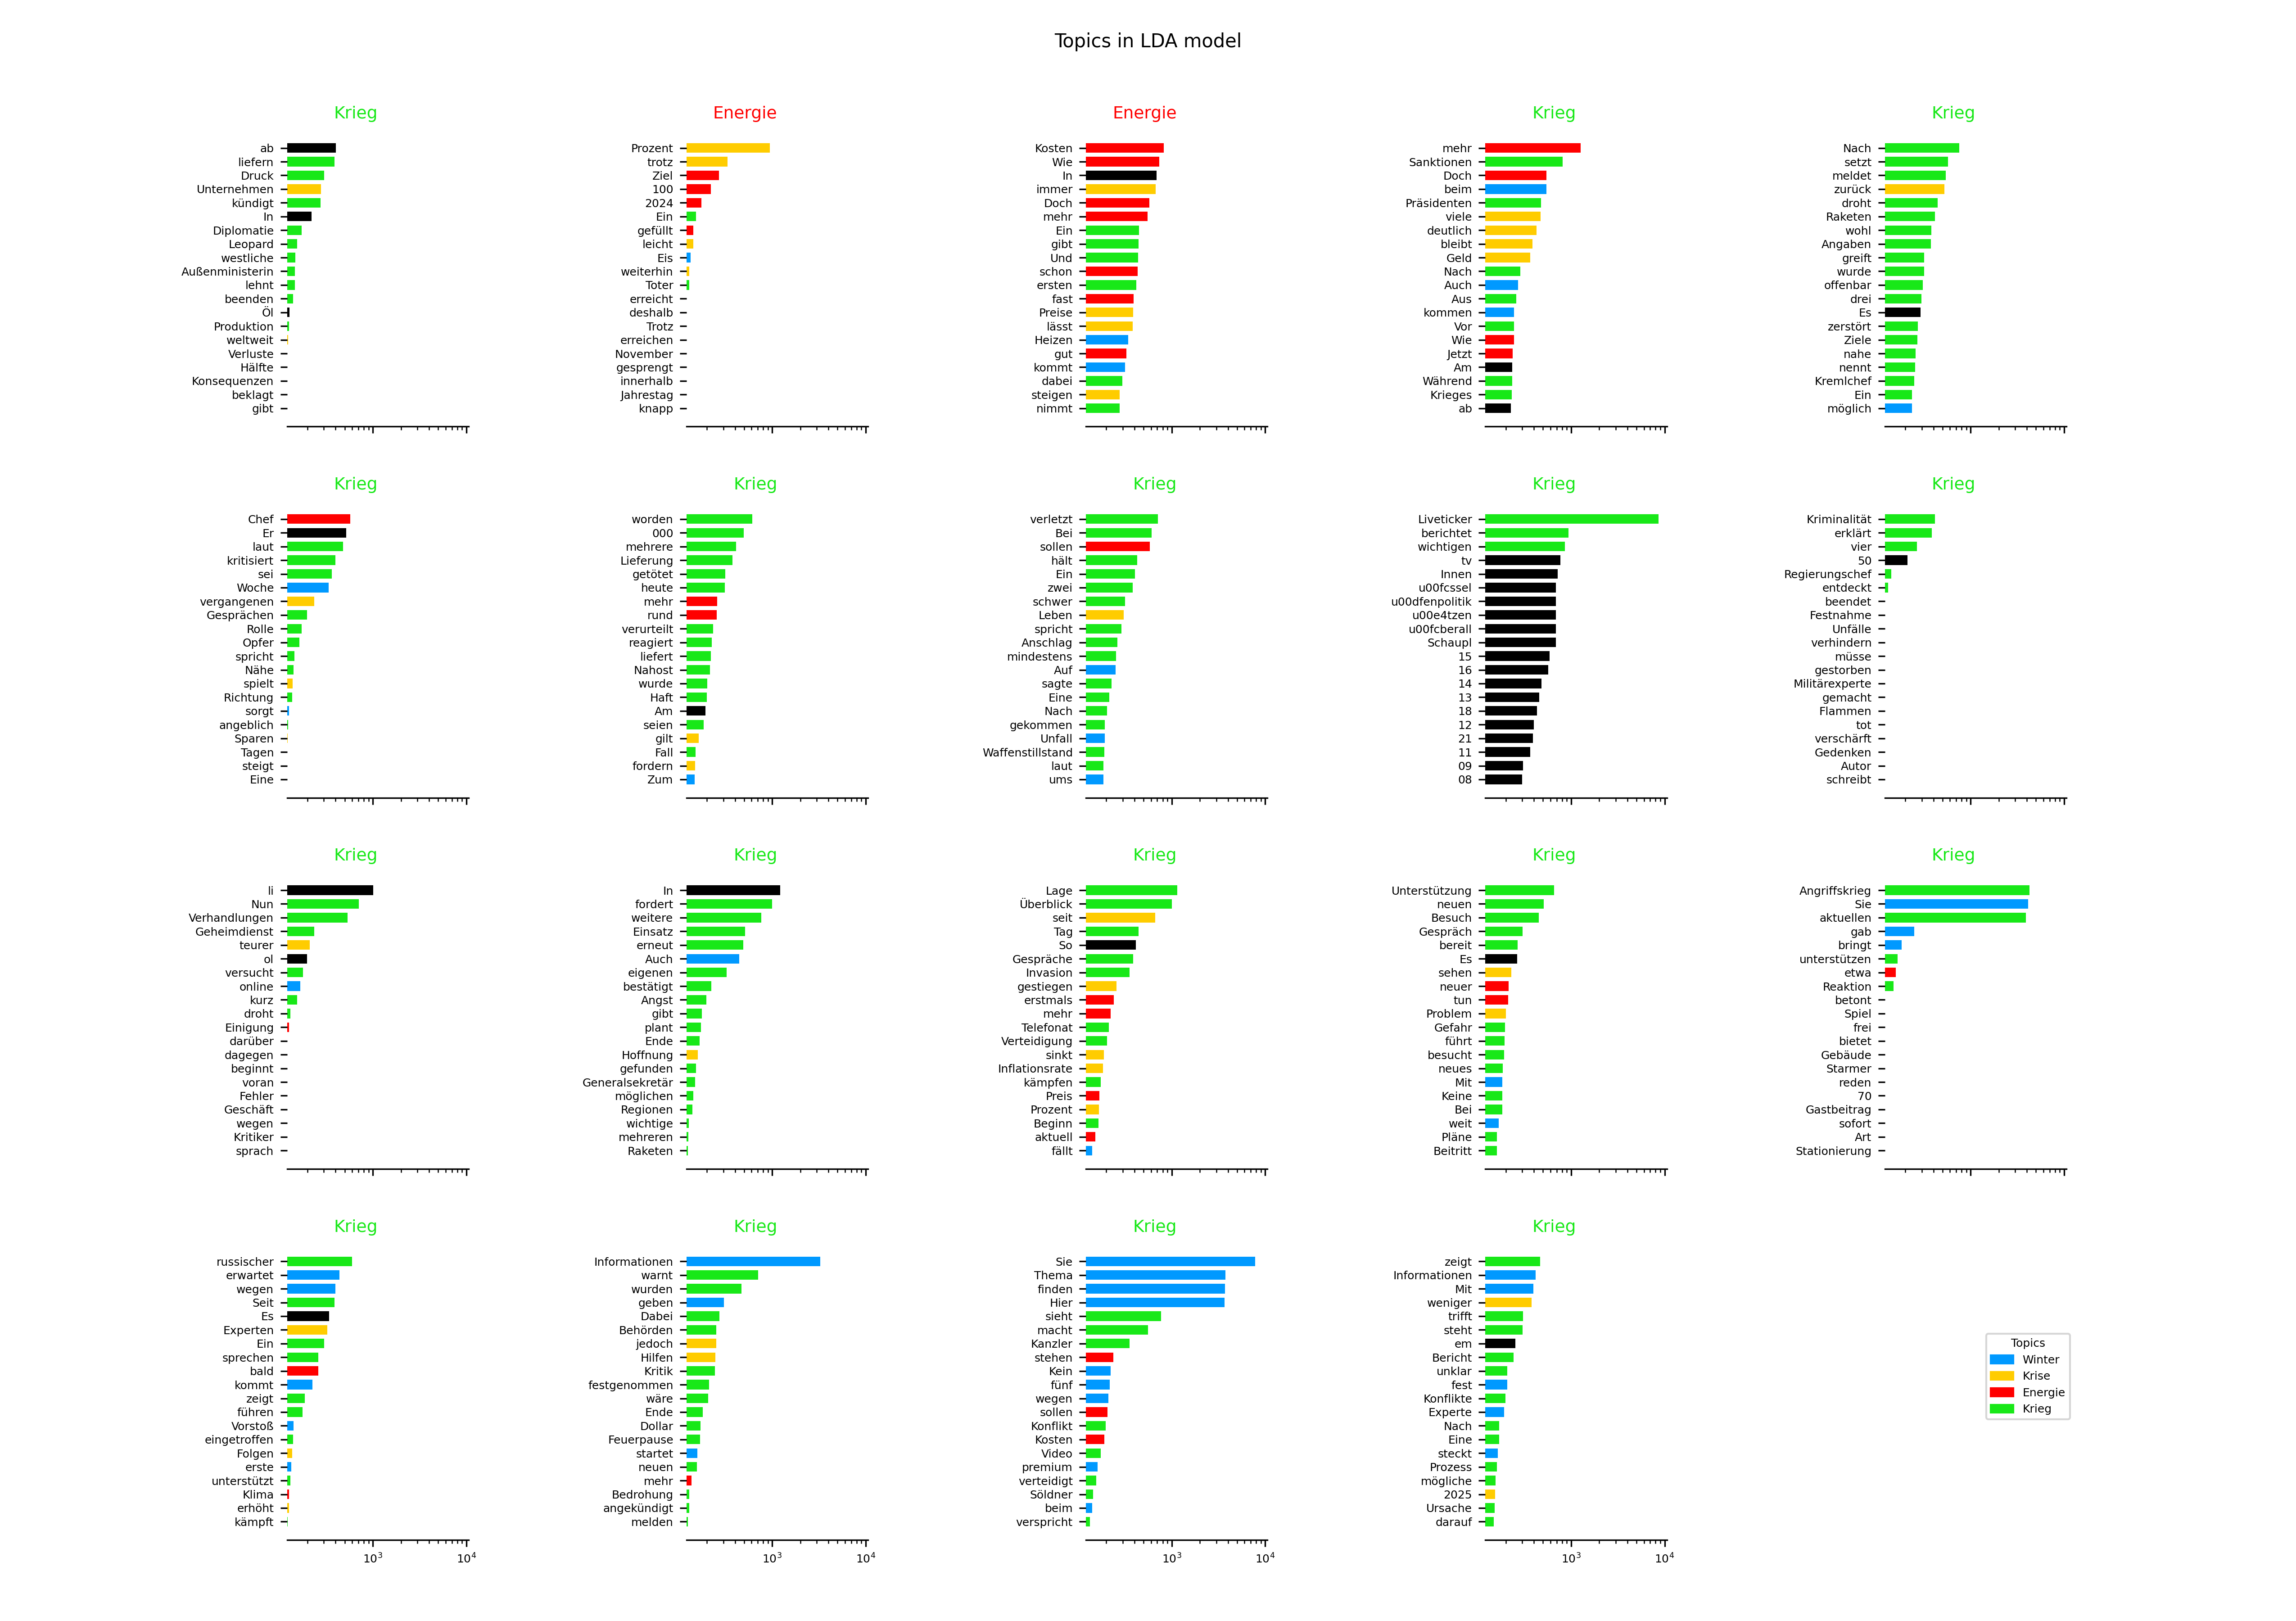 Topics in LDA model
Krieg
ab
liefern
Druck
Unternehmen
kündigt
In
Diplomatie
Leopard
westliche
Außenministerin
lehnt
beenden
Öl
Produktion
weltweit
Verluste
Hälfte
Konsequenzen
beklagt
gibt
Energie
Prozent
trotz
Ziel
100
2024
Ein
gefüllt
leicht
Eis
weiterhin
Toter
erreicht
deshalb
Trotz
erreichen
November
gesprengt
innerhalb
Jahrestag
knapp
Energie
Kosten
Wie
In
immer
Doch
mehr
Ein
gibt
Und
schon
ersten
fast
Preise
lässt
Heizen
gut
kommt
dabei
steigen
nimmt
Krieg
mehr
Sanktionen
Doch
beim
Präsidenten
viele
deutlich
bleibt
Geld
Nach
Auch
Aus
kommen
Vor
Wie
Jetzt
Am
Während
Krieges
ab
Krieg
Nach
setzt
meldet
zurück
droht
Raketen
wohl
Angaben
greift
wurde
offenbar
drei
Es
zerstört
Ziele
nahe
nennt
Kremlchef
Ein
möglich
Krieg
Chef
Er
laut
kritisiert
sei
Woche
vergangenen
Gesprächen
Rolle
Opfer
spricht
Nähe
spielt
Richtung
sorgt
angeblich
Sparen
Tagen
steigt
Eine
Krieg
worden
000
mehrere
Lieferung
getötet
heute
mehr
rund
verurteilt
reagiert
liefert
Nahost
wurde
Haft
Am
seien
gilt
Fall
fordern
Zum
Krieg
verletzt
Bei
sollen
hält
Ein
zwei
schwer
Leben
spricht
Anschlag
mindestens
Auf
sagte
Eine
Nach
gekommen
Unfall
Waffenstillstand
laut
ums
Krieg
Liveticker
berichtet
wichtigen
tv
Innen
u00fcssel
u00dfenpolitik
u00e4tzen
u00fcberall
Schaupl
15
16
14
13
18
12
21
11
09
08
Krieg
Kriminalität
erklärt
vier
50
Regierungschef
entdeckt
beendet
Festnahme
Unfälle
verhindern
müsse
gestorben
Militärexperte
gemacht
Flammen
tot
verschärft
Gedenken
Autor
schreibt
Krieg
li
Nun
Verhandlungen
Geheimdienst
teurer
ol
versucht
online
kurz
droht
Einigung
darüber
dagegen
beginnt
voran
Fehler
Geschäft
wegen
Kritiker
sprach
Krieg
In
fordert
weitere
Einsatz
erneut
Auch
eigenen
bestätigt
Angst
gibt
plant
Ende
Hoffnung
gefunden
Generalsekretär
möglichen
Regionen
wichtige
mehreren
Raketen
Krieg
Lage
Überblick
seit
Tag
So
Gespräche
Invasion
gestiegen
erstmals
mehr
Telefonat
Verteidigung
sinkt
Inflationsrate
kämpfen
Preis
Prozent
Beginn
aktuell
fällt
Krieg
Unterstützung
neuen
Besuch
Gespräch
bereit
Es
sehen
neuer
tun
Problem
Gefahr
führt
besucht
neues
Mit
Keine
Bei
weit
Pläne
Beitritt
Krieg
Angriffskrieg
Sie
aktuellen
gab
bringt
unterstützen
etwa
Reaktion
betont
Spiel
frei
bietet
Gebäude
Starmer
reden
70
Gastbeitrag
sofort
Art
Stationierung
Krieg
russischer
erwartet
wegen
Seit
Es
Experten
Ein
sprechen
bald
kommt
zeigt
führen
Vorstoß
eingetroffen
Folgen
erste
unterstützt
Klima
erhöht
kämpft
10³
10⁴
Krieg
Informationen
warnt
wurden
geben
Dabei
Behörden
jedoch
Hilfen
Kritik
festgenommen
wäre
Ende
Dollar
Feuerpause
startet
neuen
mehr
Bedrohung
angekündigt
melden
10³
10⁴
Krieg
Sie
Thema
finden
Hier
sieht
macht
Kanzler
stehen
Kein
fünf
wegen
sollen
Konflikt
Kosten
Video
premium
verteidigt
Söldner
beim
verspricht
10³
10⁴
Krieg
zeigt
Informationen
Mit
weniger
trifft
steht
em
Bericht
unklar
fest
Konflikte
Experte
Nach
Eine
steckt
Prozess
mögliche
2025
Ursache
darauf
10³
10⁴
Topics
Winter
Krise
Energie
Krieg